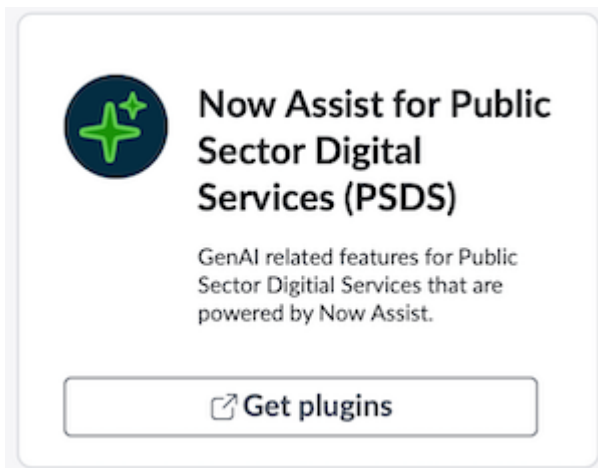 Now Assist for Public
Sector Digital
Services (PSDS)
GenAI related features for Public
Sector Digitial Services that are
powered by Now Assist.
Get plugins